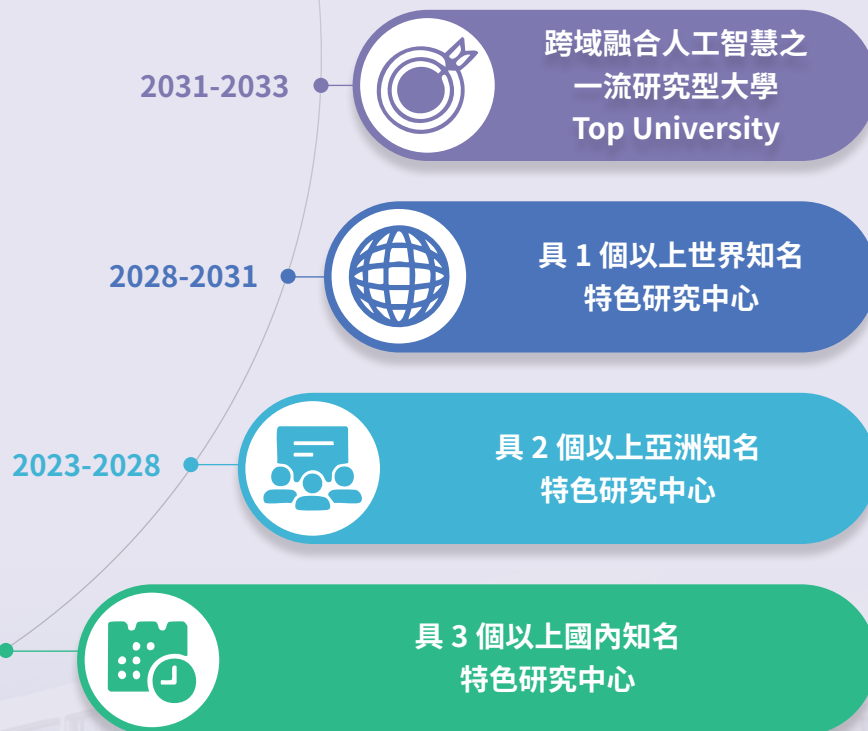 2031-2033
跨域融合人工智慧之
一流研究型大學
Top University
2028-2031
具 1 個以上世界知名
特色研究中心
2023-2028
具 2 個以上亞洲知名
特色研究中心
具 3 個以上國內知名
特色研究中心